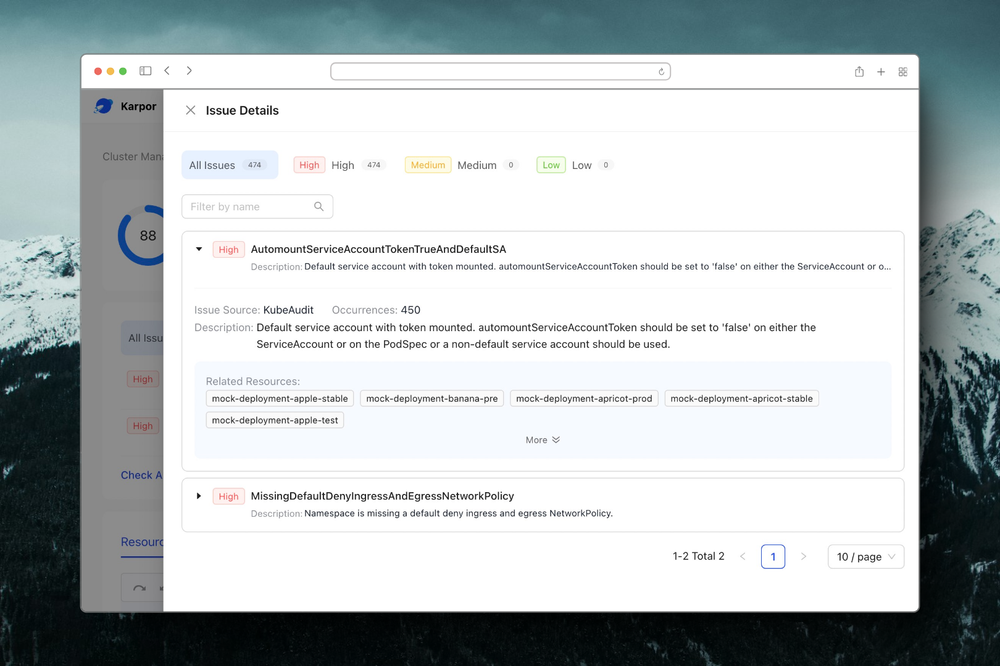 Karpor
Issue Details
Cluster Mana
All Issues 474 High High 474 Medium Medium 0 Low Low 0
Filter by name
88
High AutomountServiceAccountTokenTrueAndDefaultSA
Description: Default service account with token mounted. automountServiceAccountToken should be set to 'false' on either the ServiceAccount or o...
Issue Source: KubeAudit Occurrences: 450
Description: Default service account with token mounted. automountServiceAccountToken should be set to 'false' on either the
ServiceAccount or on the PodSpec or a non-default service account should be used.
All Issu
High
High
Check A
Resourc
Related Resources:
mock-deployment-apple-stable mock-deployment-banana-pre mock-deployment-apricot-prod mock-deployment-apricot-stable
mock-deployment-apple-test
More
High MissingDefaultDenyIngressAndEgressNetworkPolicy
Description: Namespace is missing a default deny ingress and egress NetworkPolicy.
1-2 Total 2 1 10 / page